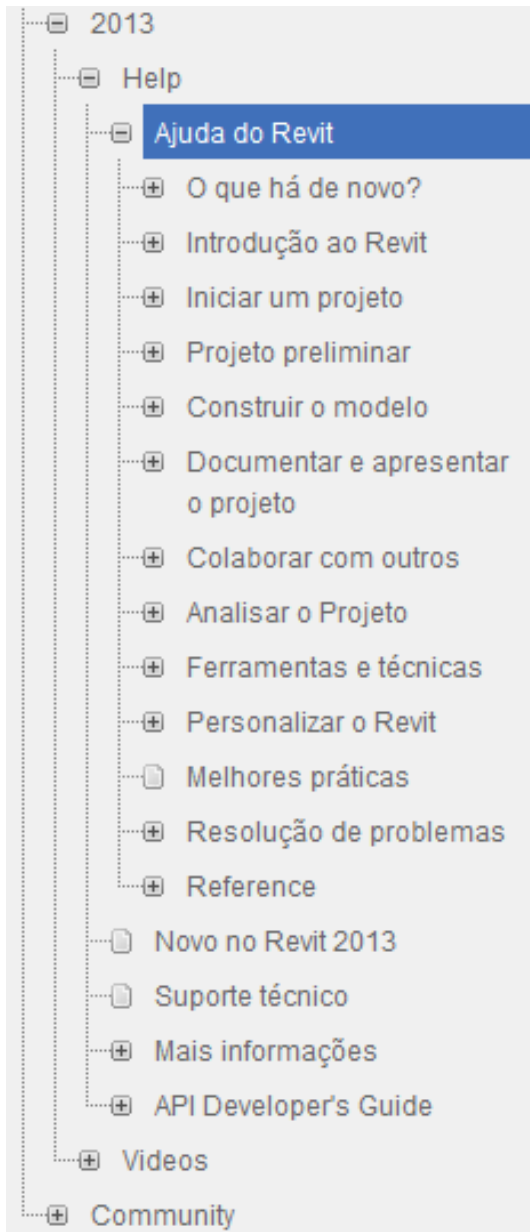 2013
Help
Ajuda do Revit
O que há de novo?
Introdução ao Revit
Iniciar um projeto
Projeto preliminar
Construir o modelo
Documentar e apresentar
o projeto
Colaborar com outros
Analisar o Projeto
Ferramentas e técnicas
Personalizar o Revit
Melhores práticas
Resolução de problemas
Reference
Novo no Revit 2013
Suporte técnico
Mais informações
API Developer's Guide
Videos
Community